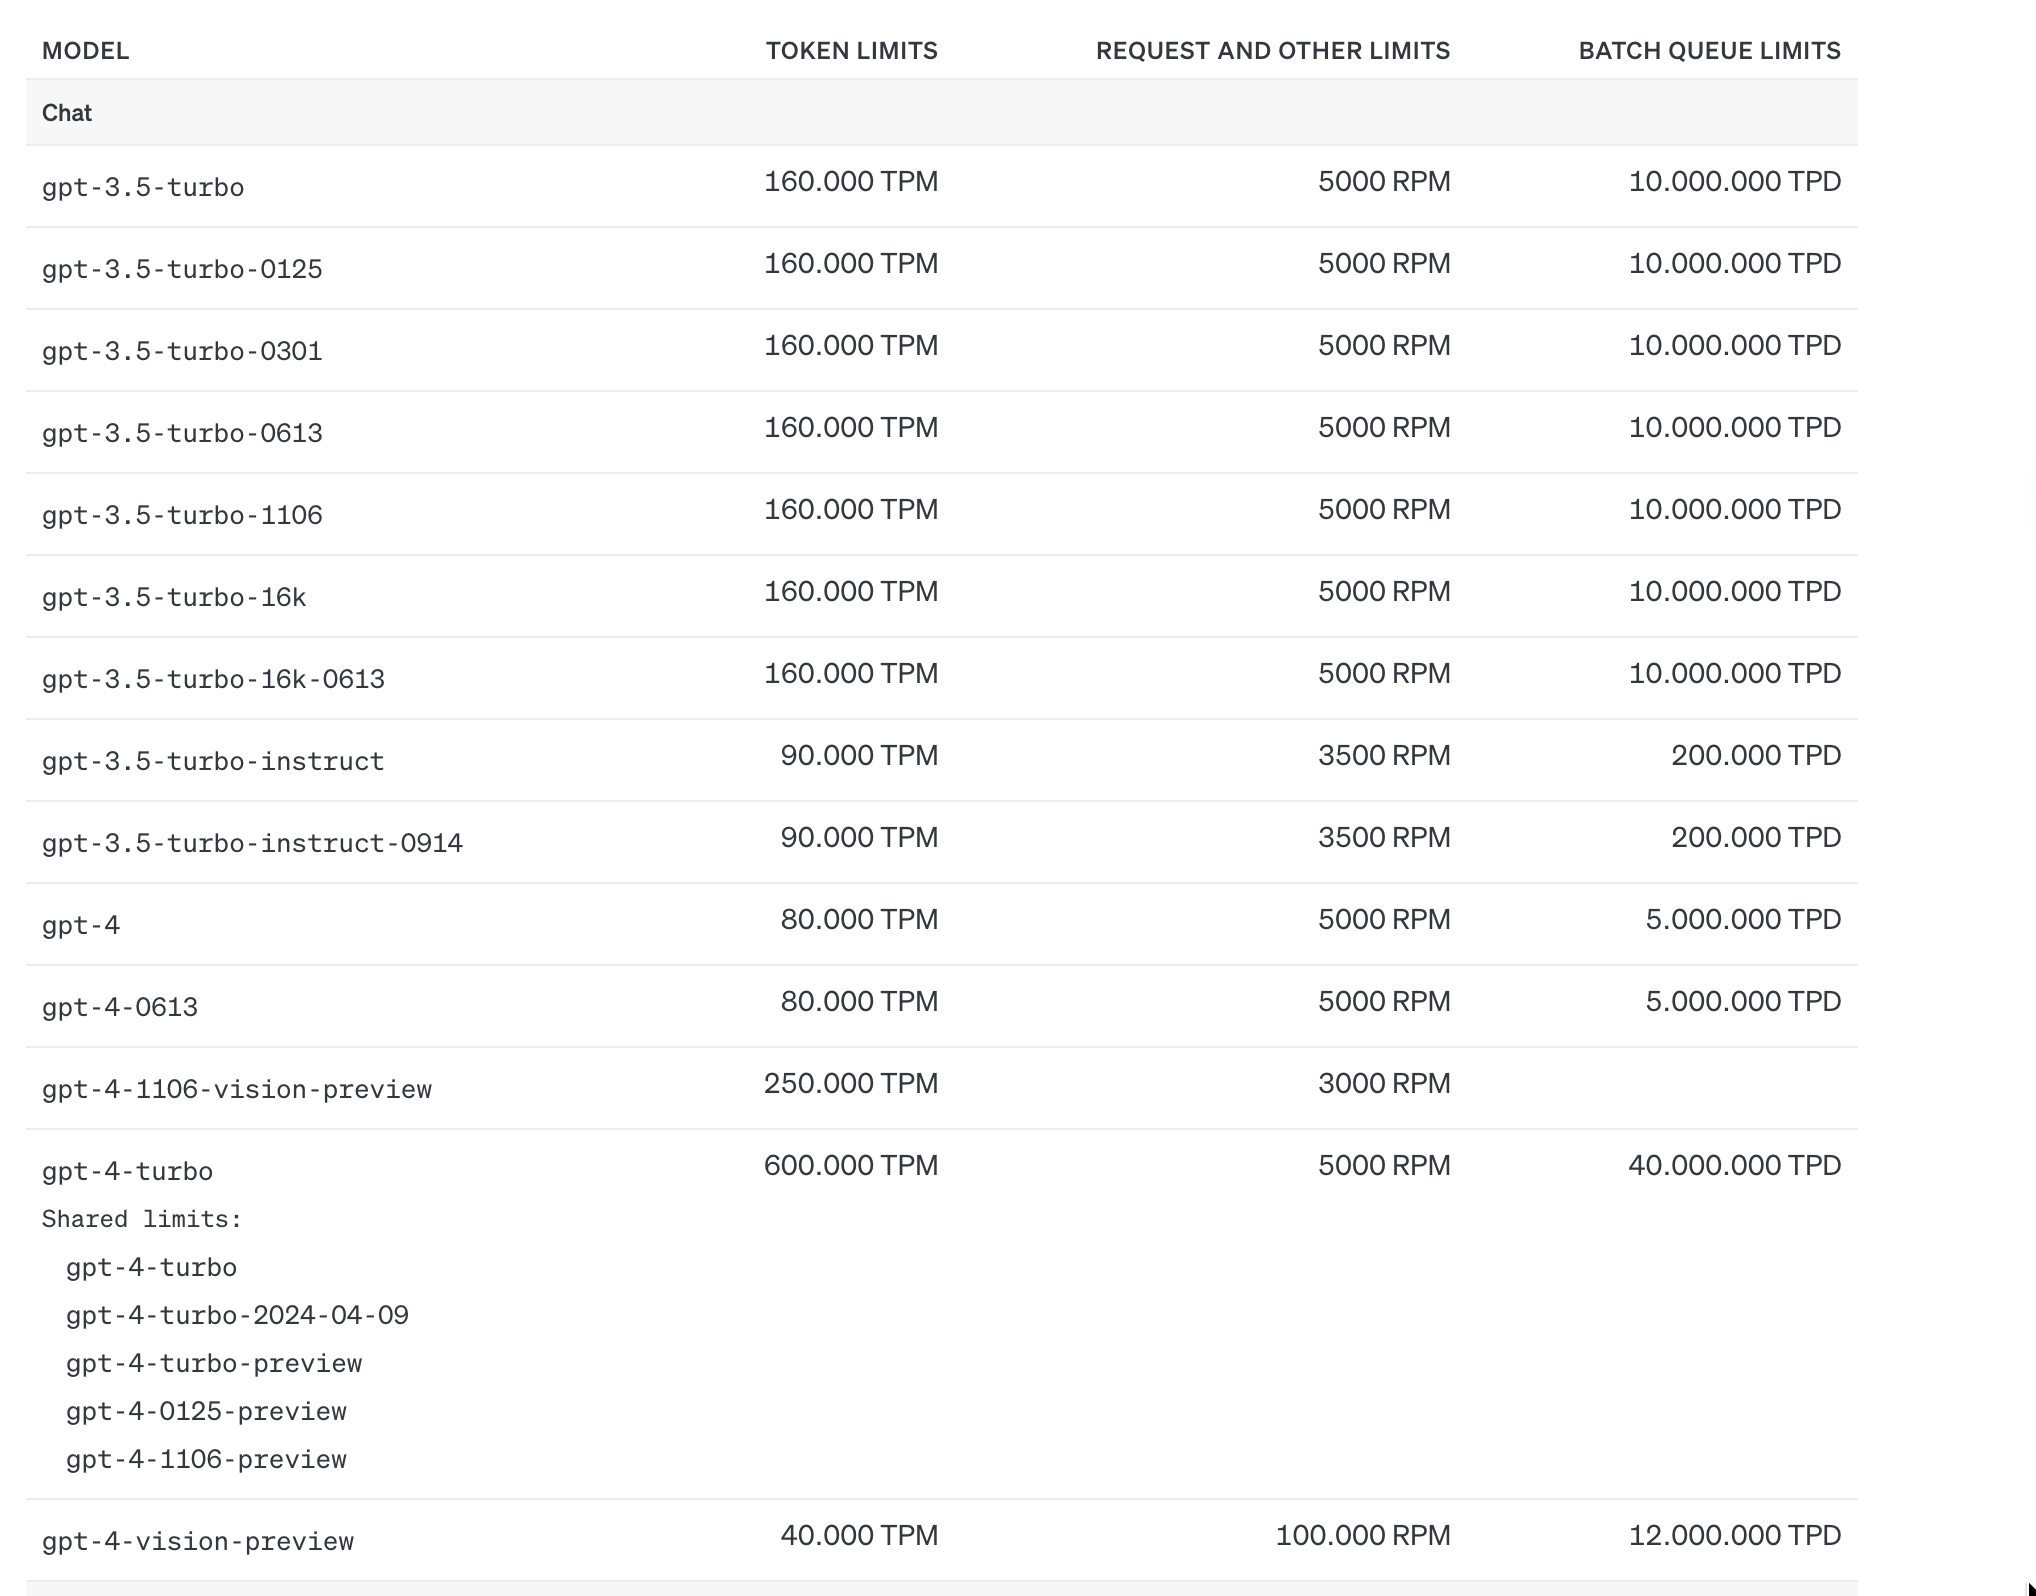 MODEL TOKEN LIMITS REQUEST AND OTHER LIMITS BATCH QUEUE LIMITS
Chat
gpt-3.5-turbo 160.000 TPM 5000 RPM 10.000.000 TPD
gpt-3.5-turbo-0125 160.000 TPM 5000 RPM 10.000.000 TPD
gpt-3.5-turbo-0301 160.000 TPM 5000 RPM 10.000.000 TPD
gpt-3.5-turbo-0613 160.000 TPM 5000 RPM 10.000.000 TPD
gpt-3.5-turbo-1106 160.000 TPM 5000 RPM 10.000.000 TPD
gpt-3.5-turbo-16k 160.000 TPM 5000 RPM 10.000.000 TPD
gpt-3.5-turbo-16k-0613 160.000 TPM 5000 RPM 10.000.000 TPD
gpt-3.5-turbo-instruct 90.000 TPM 3500 RPM 200.000 TPD
gpt-3.5-turbo-instruct-0914 90.000 TPM 3500 RPM 200.000 TPD
gpt-4 80.000 TPM 5000 RPM 5.000.000 TPD
gpt-4-0613 80.000 TPM 5000 RPM 5.000.000 TPD
gpt-4-1106-vision-preview 250.000 TPM 3000 RPM
gpt-4-turbo 600.000 TPM 5000 RPM 40.000.000 TPD
Shared limits:
gpt-4-turbo
gpt-4-turbo-2024-04-09
gpt-4-turbo-preview
gpt-4-0125-preview
gpt-4-1106-preview
gpt-4-vision-preview 40.000 TPM 100.000 RPM 12.000.000 TPD